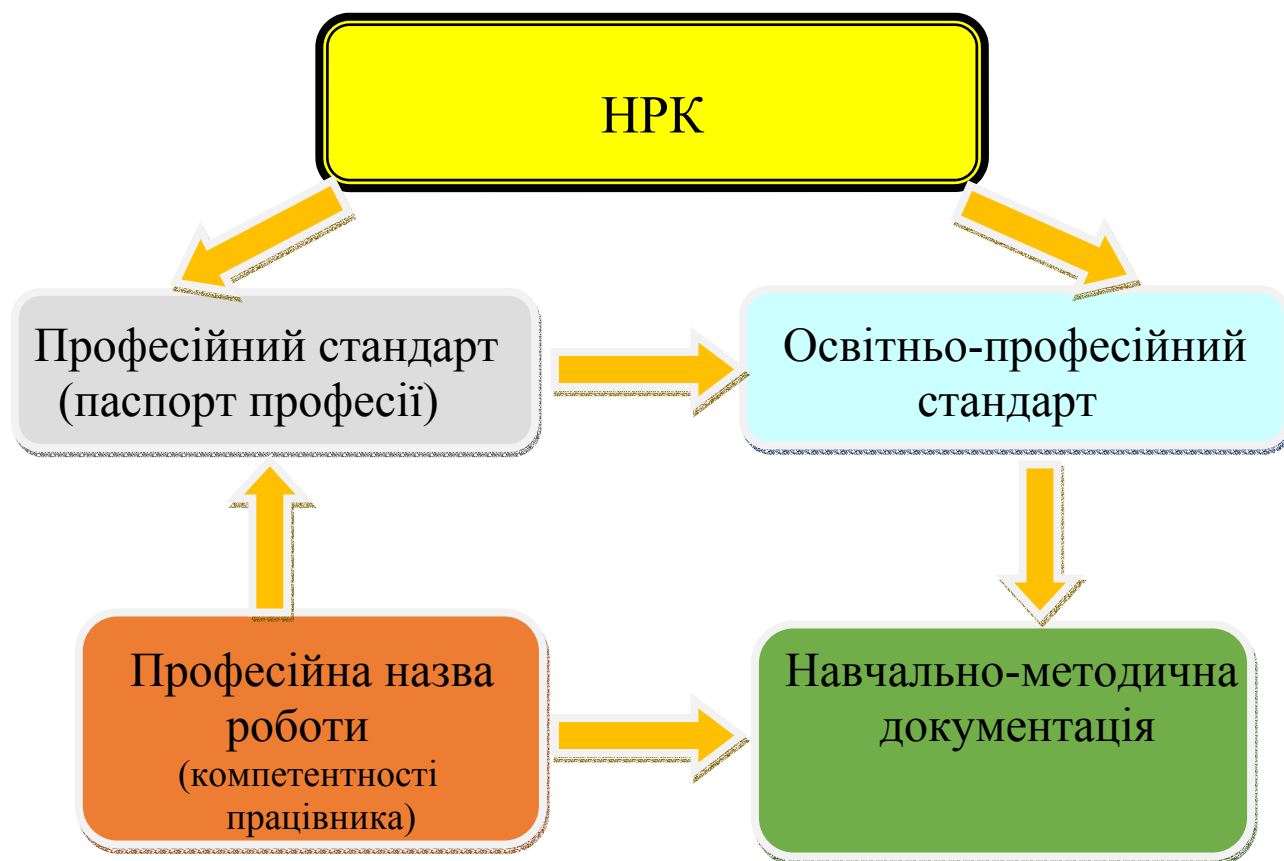 НРК
Професійний стандарт
(паспорт професії)
Освітньо-професійний
стандарт
Професійна назва
роботи
(компетентності
працівника)
Навчально-методична
документація